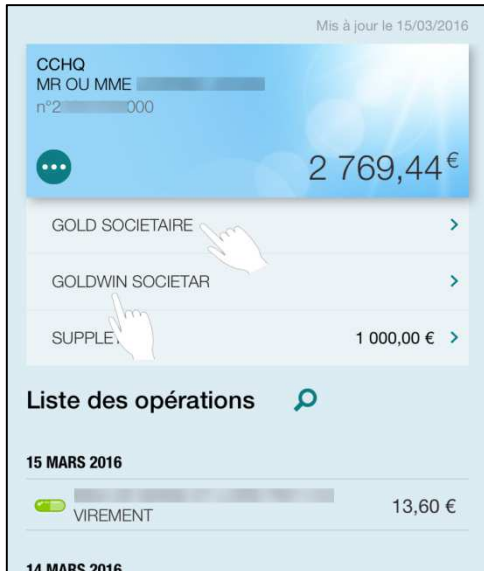 Mis à jour le 15/03/2016
CCHQ
MR OU MME
n°2 000
2 769,44€
GOLD SOCIETAIRE
GOLDWIN SOCIETAR
1 000,00 €
Liste des opérations
15 MARS 2016
VIREMENT
13,60 €
14 MARS 2016